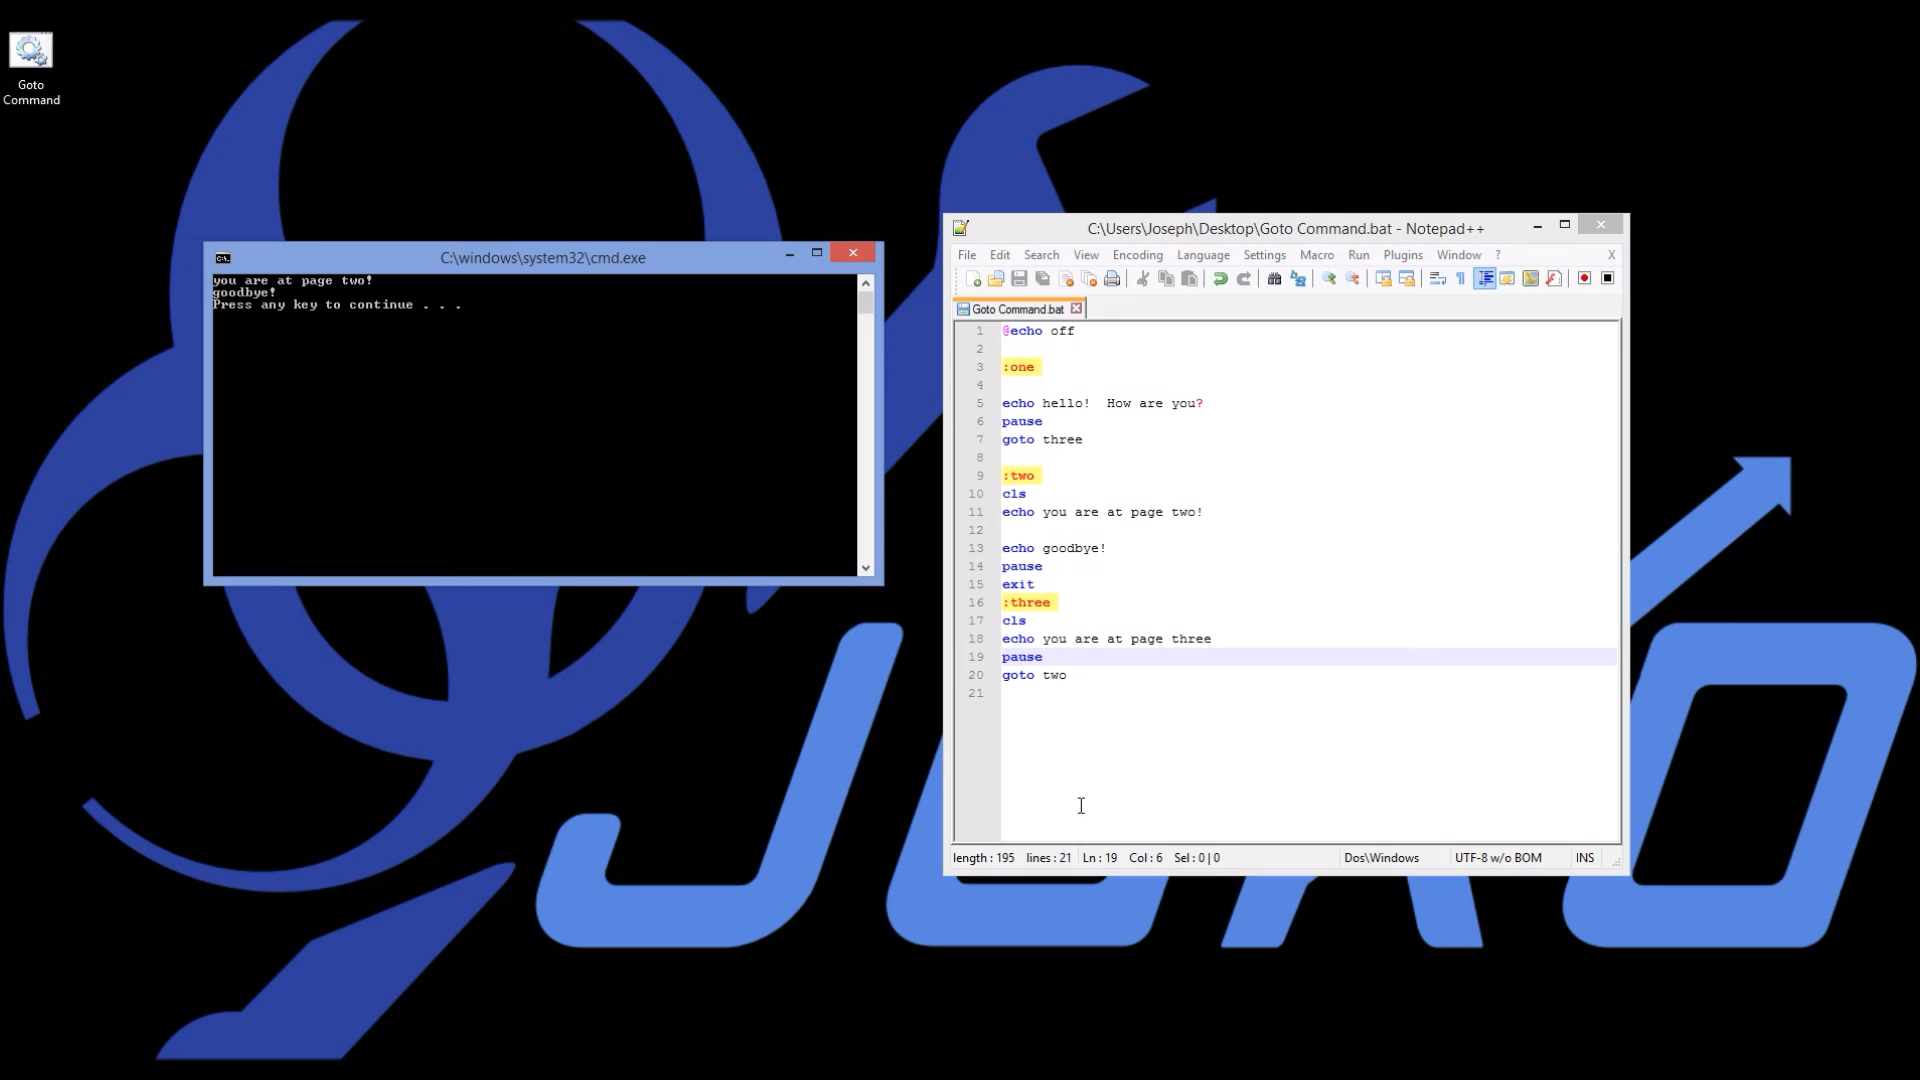 Goto
Command
C:\windows\system32\cmd.exe
you are at page two!
goodbye!
Press any key to continue . . .
C:\Users\Joseph\Desktop\Goto Command.bat - Notepad++
File Edit Search View Encoding Language Settings Macro Run Plugins Window ? X
Goto Command.bat
1 @echo off
2
3 :one
4
5 echo hello!  How are you?
6 pause
7 goto three
8
9 :two
10 cls
11 echo you are at page two!
12
13 echo goodbye!
14 pause
15 exit
16 :three
17 cls
18 echo you are at page three
19 pause
20 goto two
21
length : 195 lines : 21 Ln : 19 Col : 6 Sel : 0 | 0 Dos\Windows UTF-8 w/o BOM INS